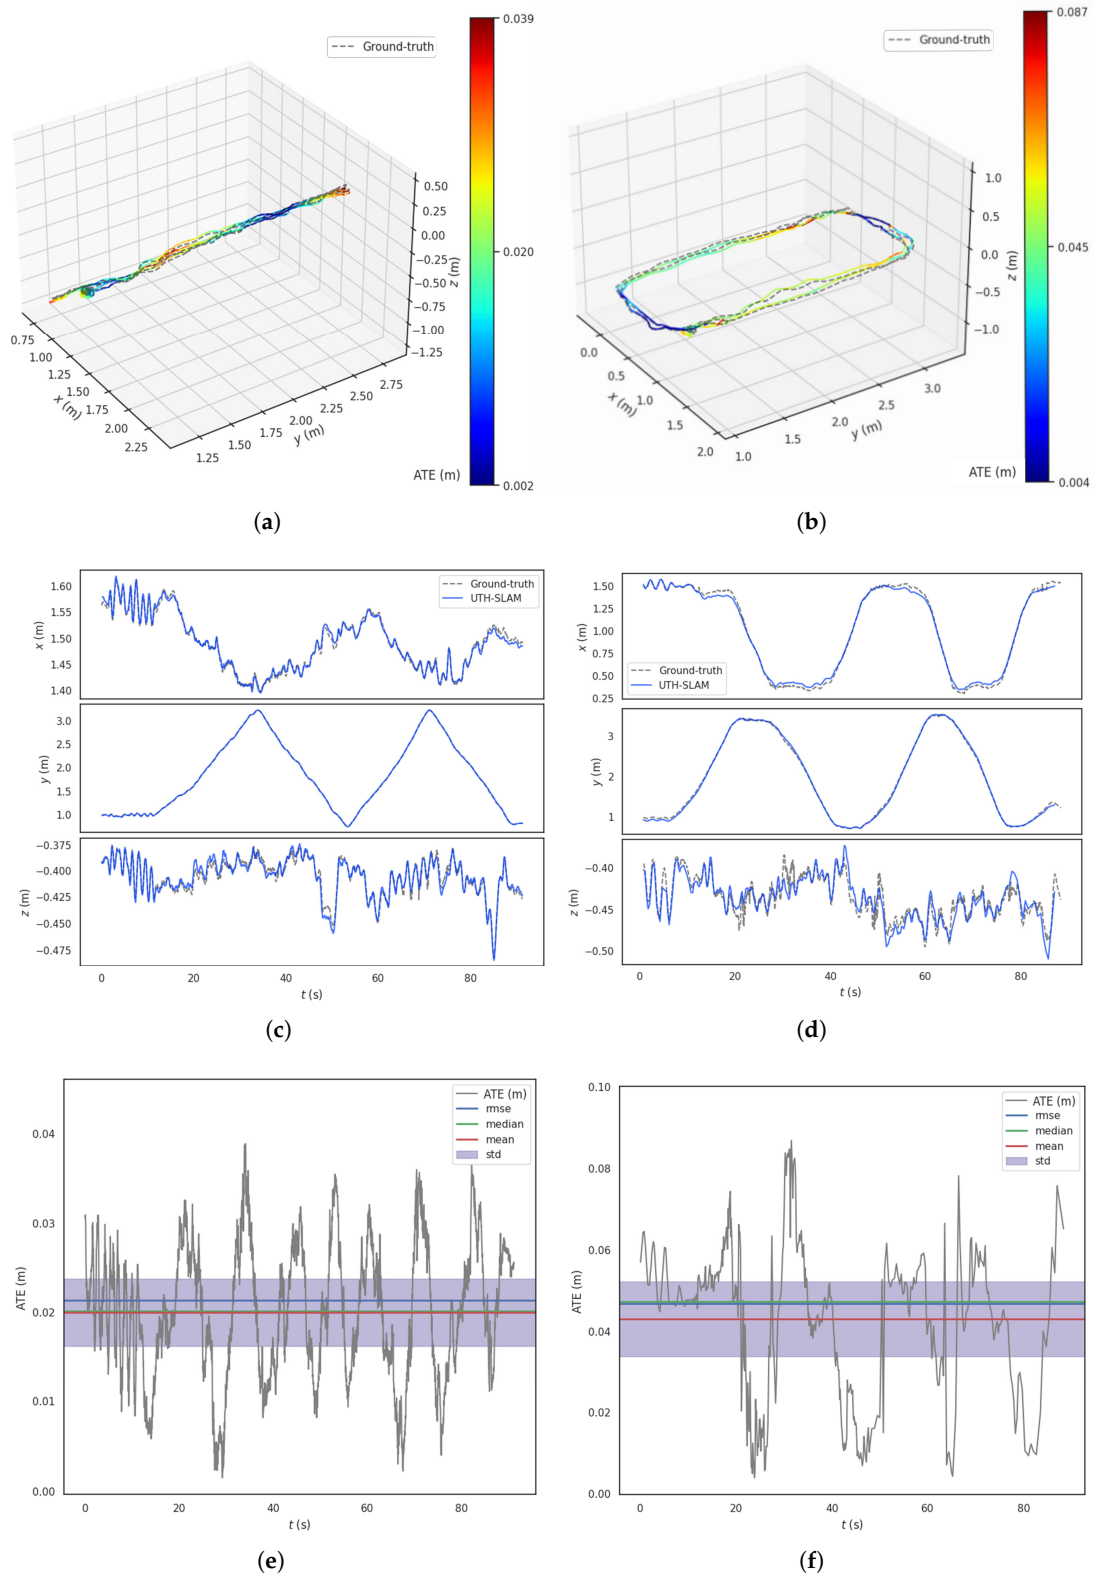 0.039
Ground-truth
0.50
0.25
0.00
−0.25
−0.50
−0.75
−1.00
−1.25
z (m)
0.020
0.75
1.00
1.25
1.50
1.75
2.00
2.25
x (m)
1.25
1.50
1.75
2.00
2.25
2.50
2.75
y (m)
ATE (m)
0.002
(a)
0.087
Ground-truth
1.0
0.5
0.0
−0.5
−1.0
z (m)
0.045
0.0
0.5
1.0
1.5
2.0
x (m)
1.0
1.5
2.0
2.5
3.0
y (m)
ATE (m)
0.004
(b)
Ground-truth
UTH-SLAM
1.60
1.55
1.50
1.45
1.40
x (m)
3.0
2.5
2.0
1.5
1.0
y (m)
−0.375
−0.400
−0.425
−0.450
−0.475
z (m)
0
20
40
60
80
t (s)
(c)
1.50
1.25
1.00
0.75
0.50
0.25
x (m)
Ground-truth
UTH-SLAM
3
2
1
y (m)
−0.40
−0.45
−0.50
z (m)
0
20
40
60
80
t (s)
(d)
ATE (m)
rmse
median
mean
std
0.04
0.03
0.02
0.01
0.00
ATE (m)
0
20
40
60
80
t (s)
(e)
ATE (m)
rmse
median
mean
std
0.10
0.08
0.06
0.04
0.02
0.00
ATE (m)
0
20
40
60
80
t (s)
(f)